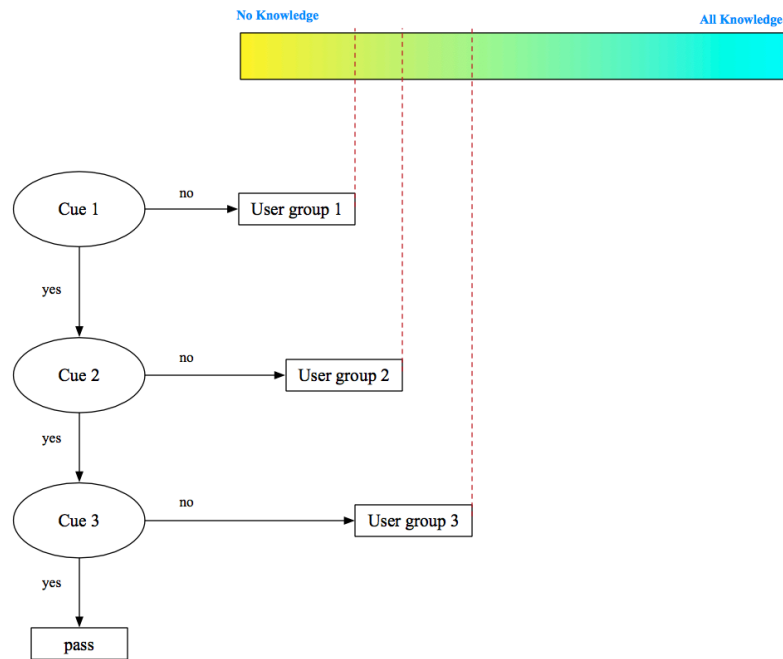 No Knowledge
All Knowledge
Cue 1
no
User group 1
yes
Cue 2
no
User group 2
yes
Cue 3
no
User group 3
yes
pass